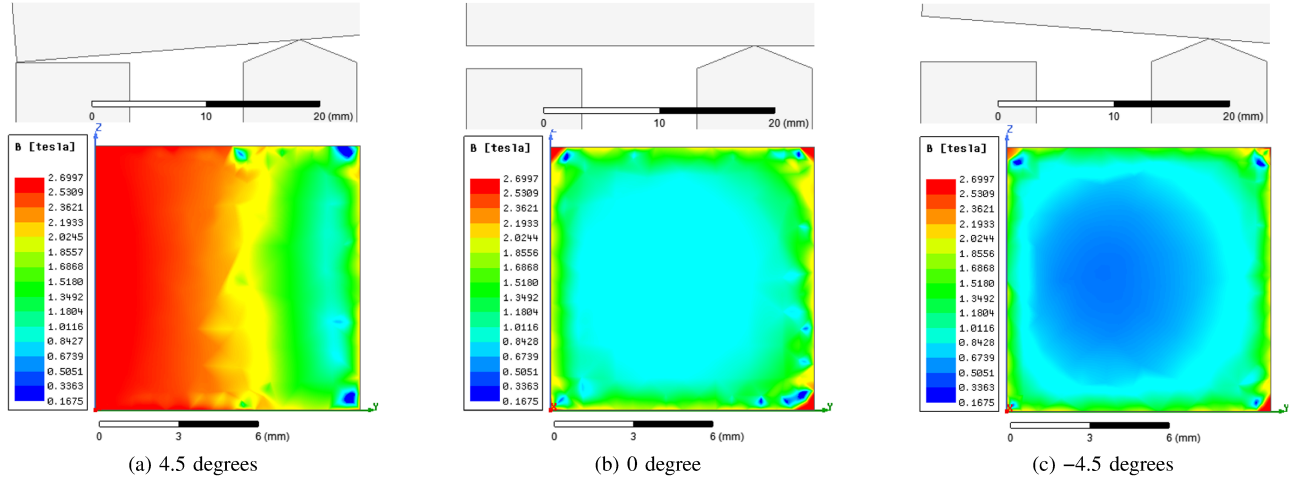 0 10 20 (mm)
0 10 20 (mm)
0 10 20 (mm)
Z
B [tesla]
2.6997
2.5309
2.3621
2.1933
2.0245
1.8557
1.6868
1.5180
1.3492
1.1804
1.0116
0.8427
0.6739
0.5051
0.3363
0.1675
Y
0 3 6 (mm)
(a) 4.5 degrees
Z
B [tesla]
2.6997
2.5309
2.3621
2.1933
2.0244
1.8556
1.6868
1.5180
1.3492
1.1804
1.0116
0.8428
0.6739
0.5051
0.3363
0.1675
X
Y
0 3 6 (mm)
(b) 0 degree
Z
B [tesla]
2.6997
2.5309
2.3621
2.1933
2.0244
1.8556
1.6868
1.5180
1.3492
1.1804
1.0116
0.8428
0.6739
0.5051
0.3363
0.1675
X
Y
0 3 6 (mm)
(c) −4.5 degrees